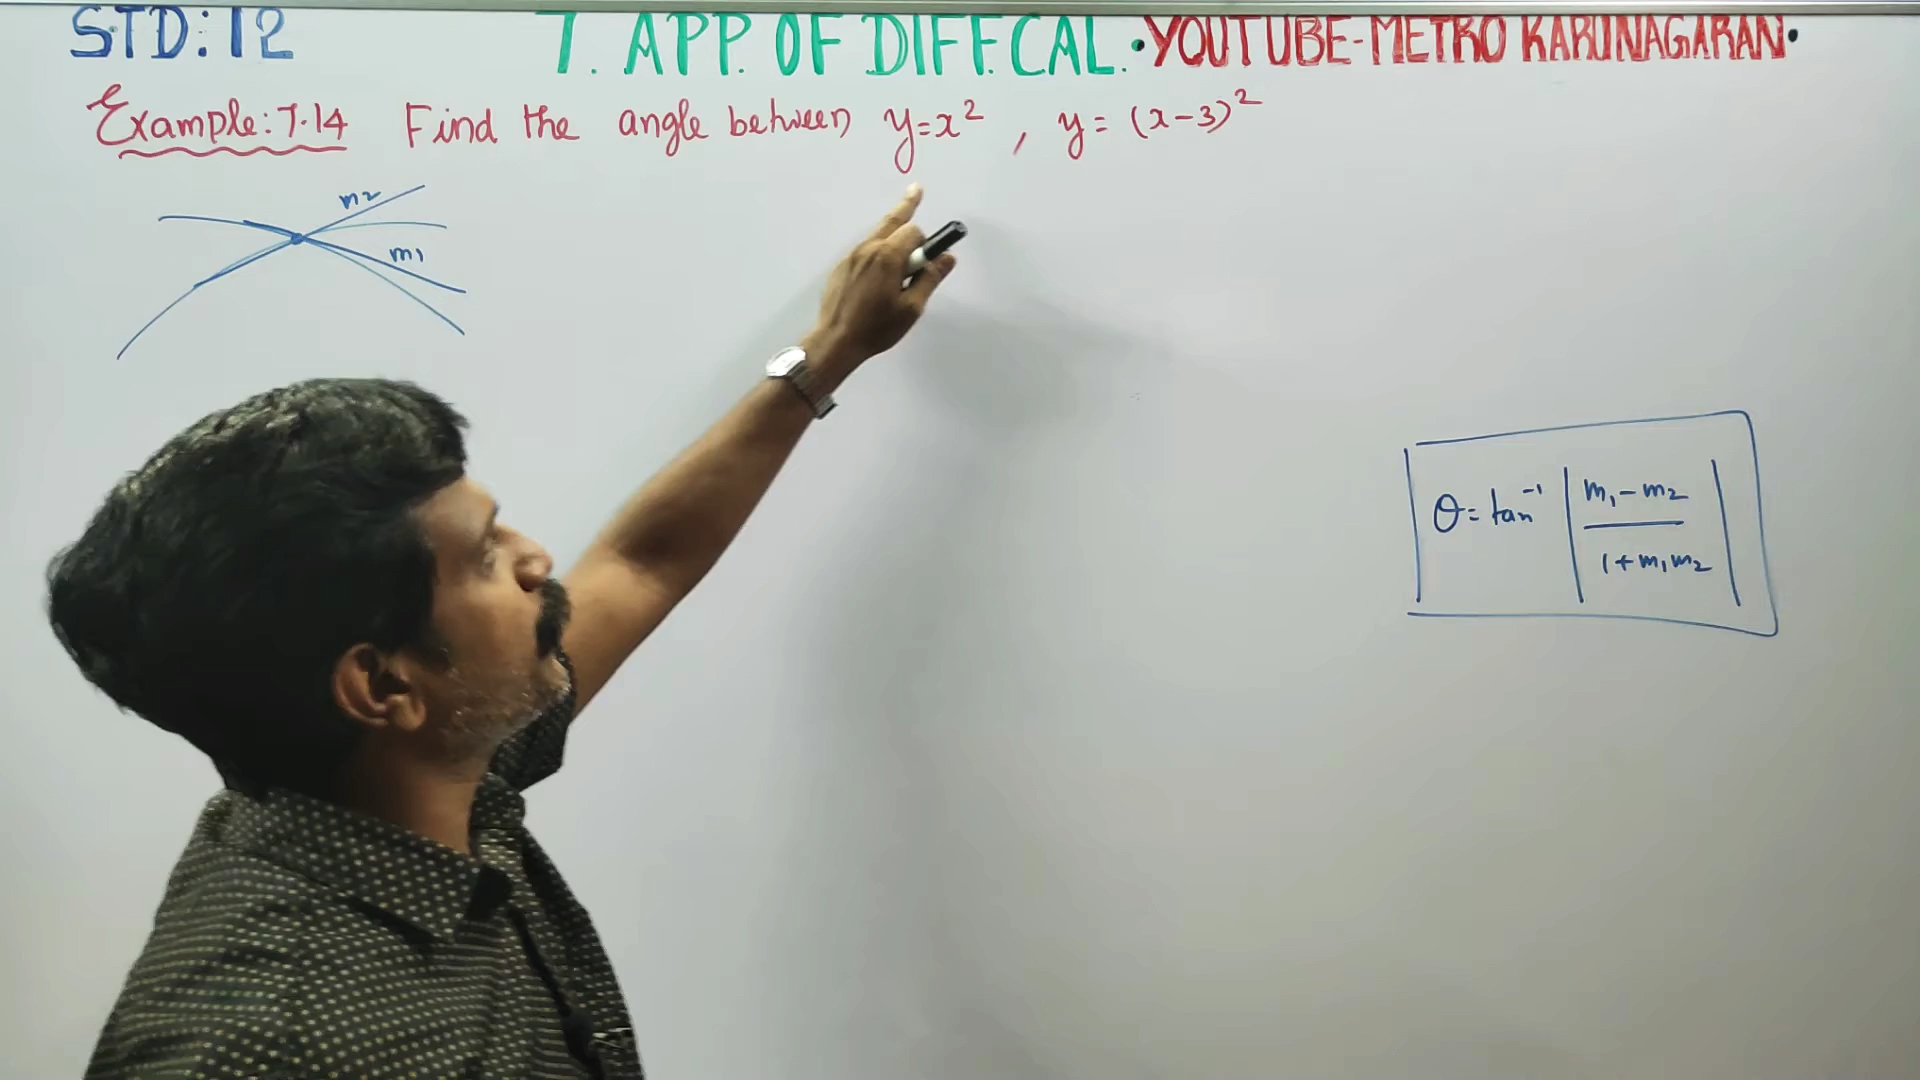 STD: 12 7. APP. OF DIFF.CAL. •YOUTUBE-METRO KARUNAGARAN•
Example: 7.14 Find the angle between y=x², y=(x-3)²
m2
m1
θ = tan⁻¹ | m₁-m₂ / 1+m₁m₂ |